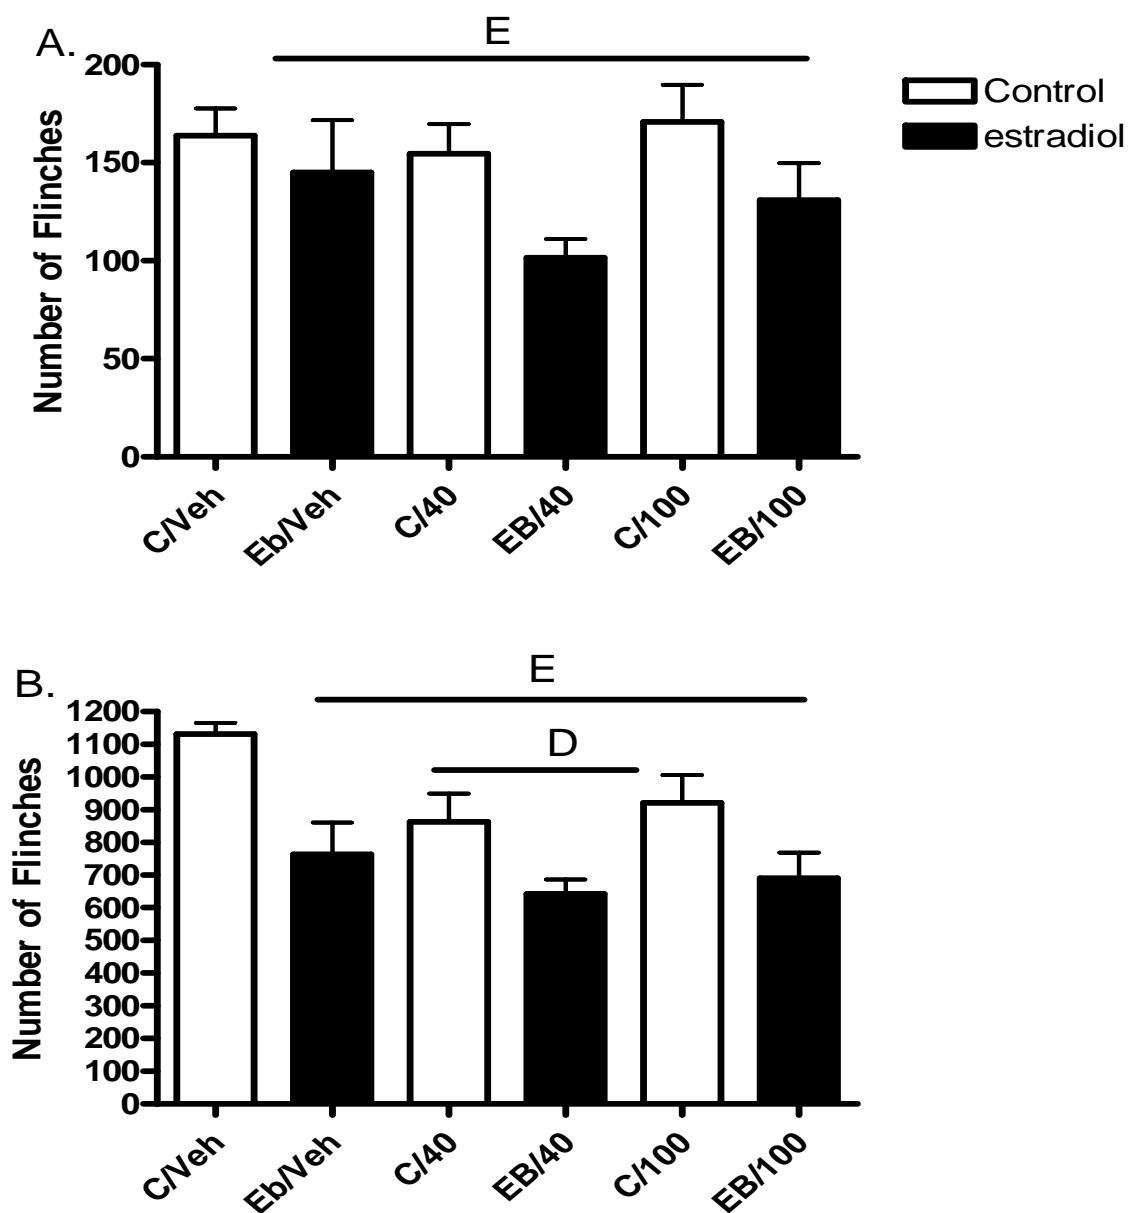 A.
E
Number of Flinches
200
150
100
50
0
C/Veh
Eb/Veh
C/40
EB/40
C/100
EB/100
Control
estradiol
B.
E
D
Number of Flinches
1200
1100
1000
900
800
700
600
500
400
300
200
100
0
C/Veh
Eb/Veh
C/40
EB/40
C/100
EB/100